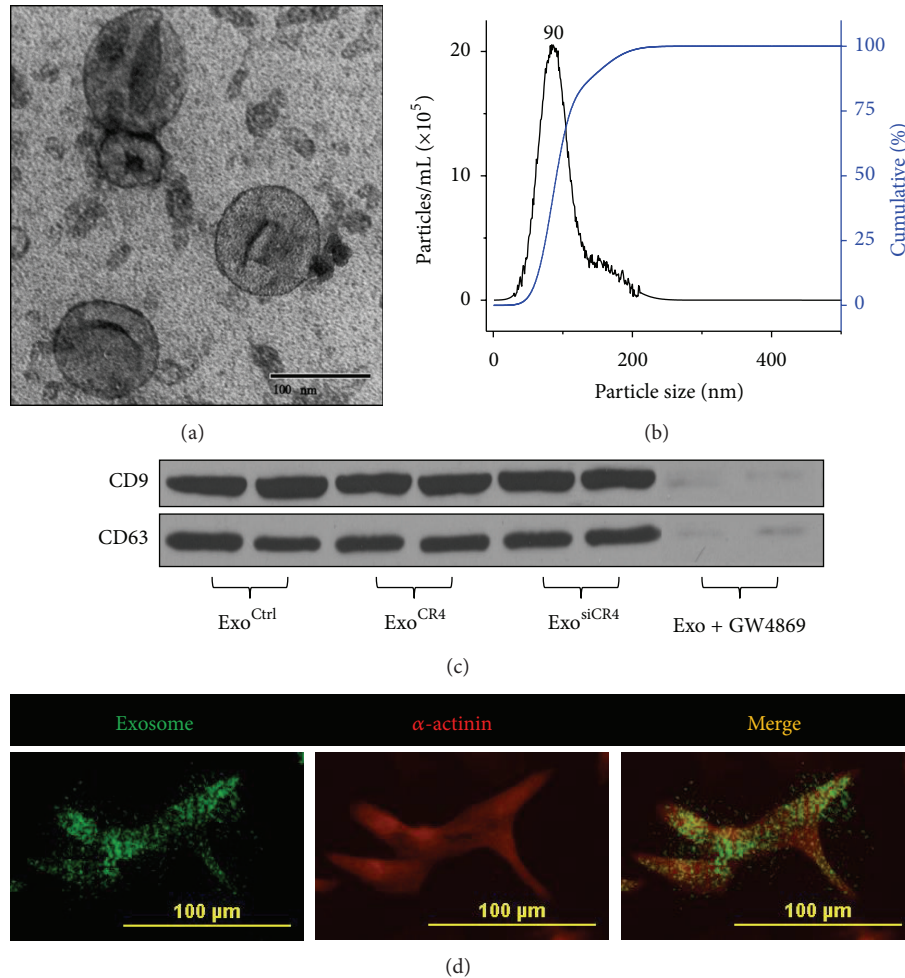 100 nm
(a)
90
20
10
0
Particles/mL (×10⁵)
0
200
400
Particle size (nm)
100
75
50
25
0
Cumulative (%)
(b)
CD9
CD63
Exo^Ctrl
Exo^CR4
Exo^siCR4
Exo + GW4869
(c)
Exosome
α-actinin
Merge
100 µm
100 µm
100 µm
(d)